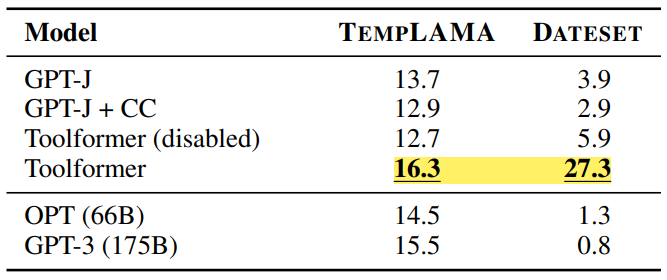 Model TEMPLAMA DATESET
GPT-J 13.7 3.9
GPT-J + CC 12.9 2.9
Toolformer (disabled) 12.7 5.9
Toolformer 16.3 27.3
OPT (66B) 14.5 1.3
GPT-3 (175B) 15.5 0.8